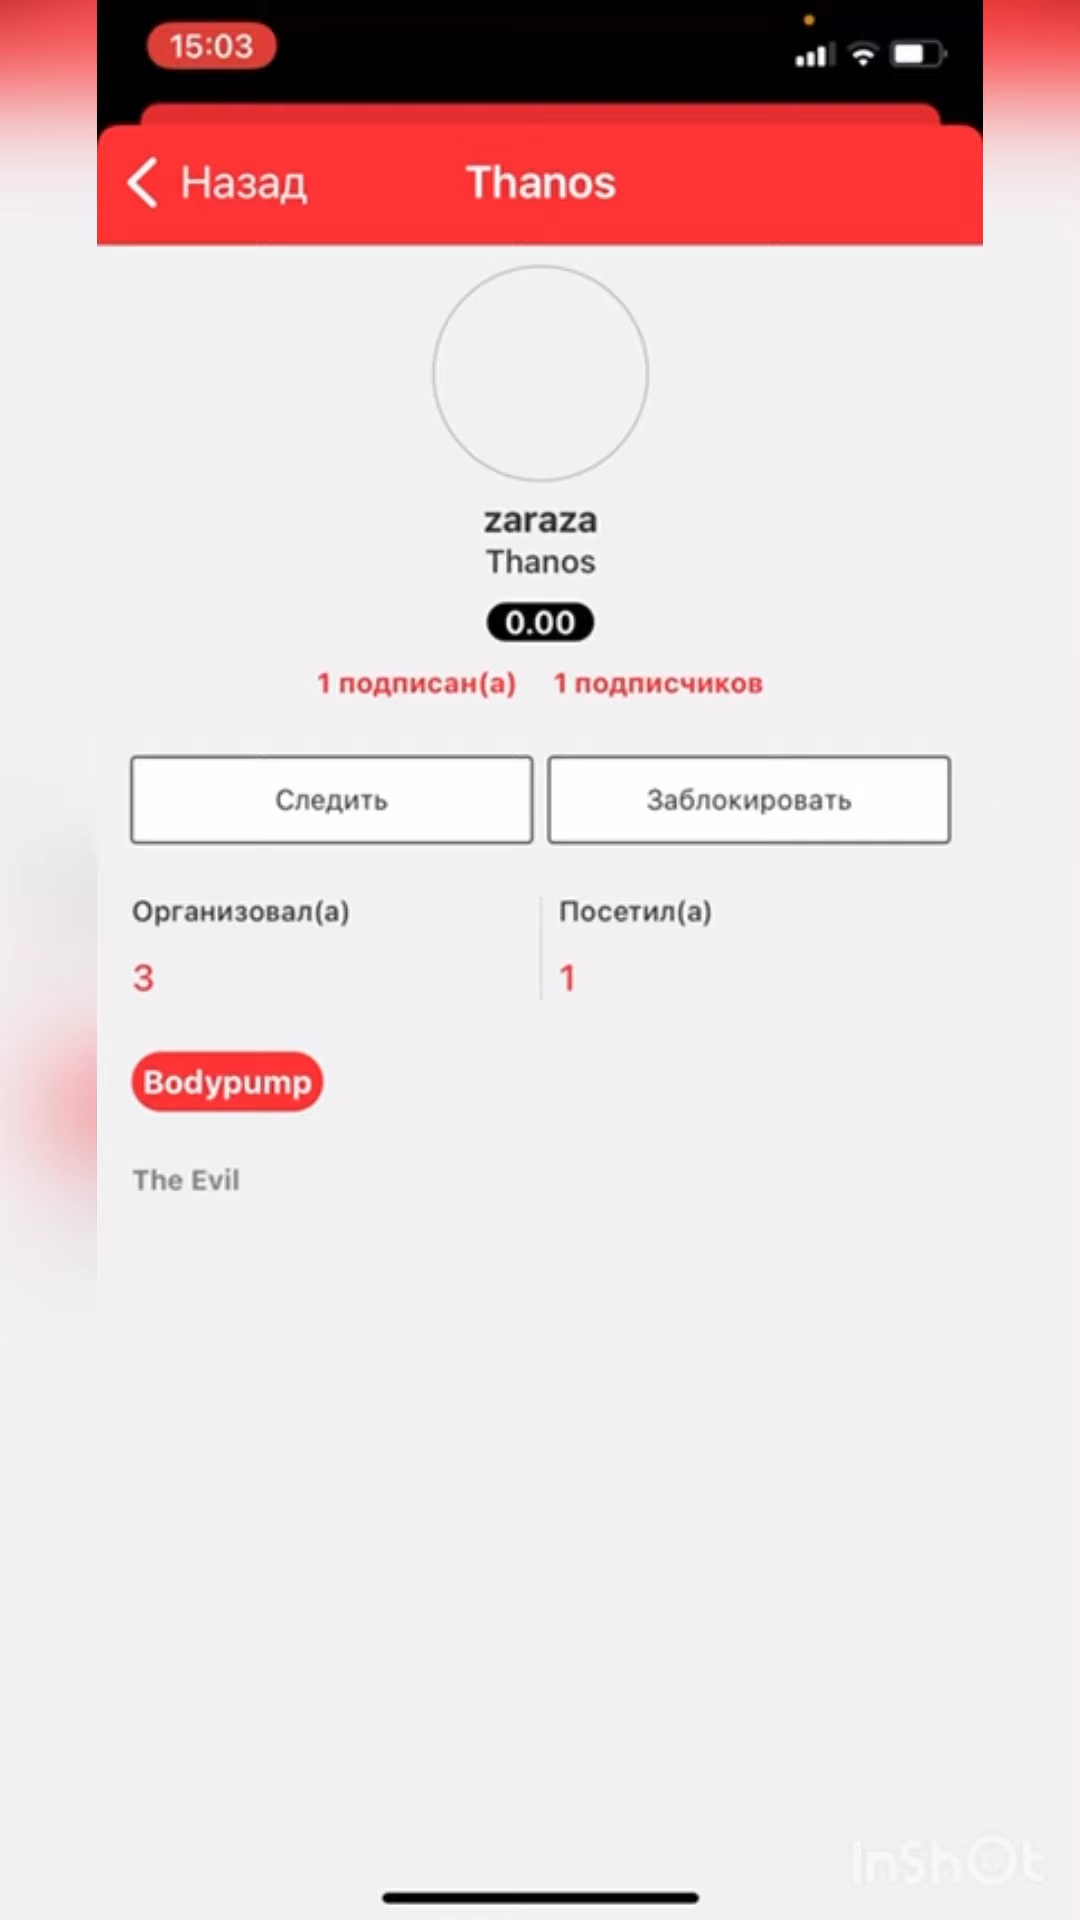 15:03
Назад
Thanos
zaraza
Thanos
0.00
1 подписан(а) 1 подписчиков
Следить Заблокировать
Организовал(а) Посетил(а)
3 1
Bodypump
The Evil
InShOt